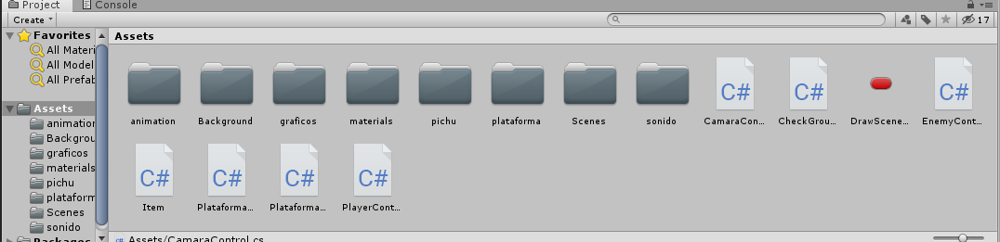 Project Console
Create 17
Favorites
All Materi
All Model
All Prefab
Assets
animation
Backgrou
graficos
materials
pichu
plataform
Scenes
sonido
Packages
Assets
animation Background graficos materials pichu plataforma Scenes sonido CamaraCon... CheckGrou... DrawScene... EnemyCont...
C# C# C#
C# C# C# C#
Item Plataforma... Plataforma... PlayerCont...
C# Assets/CamaraControl.cs